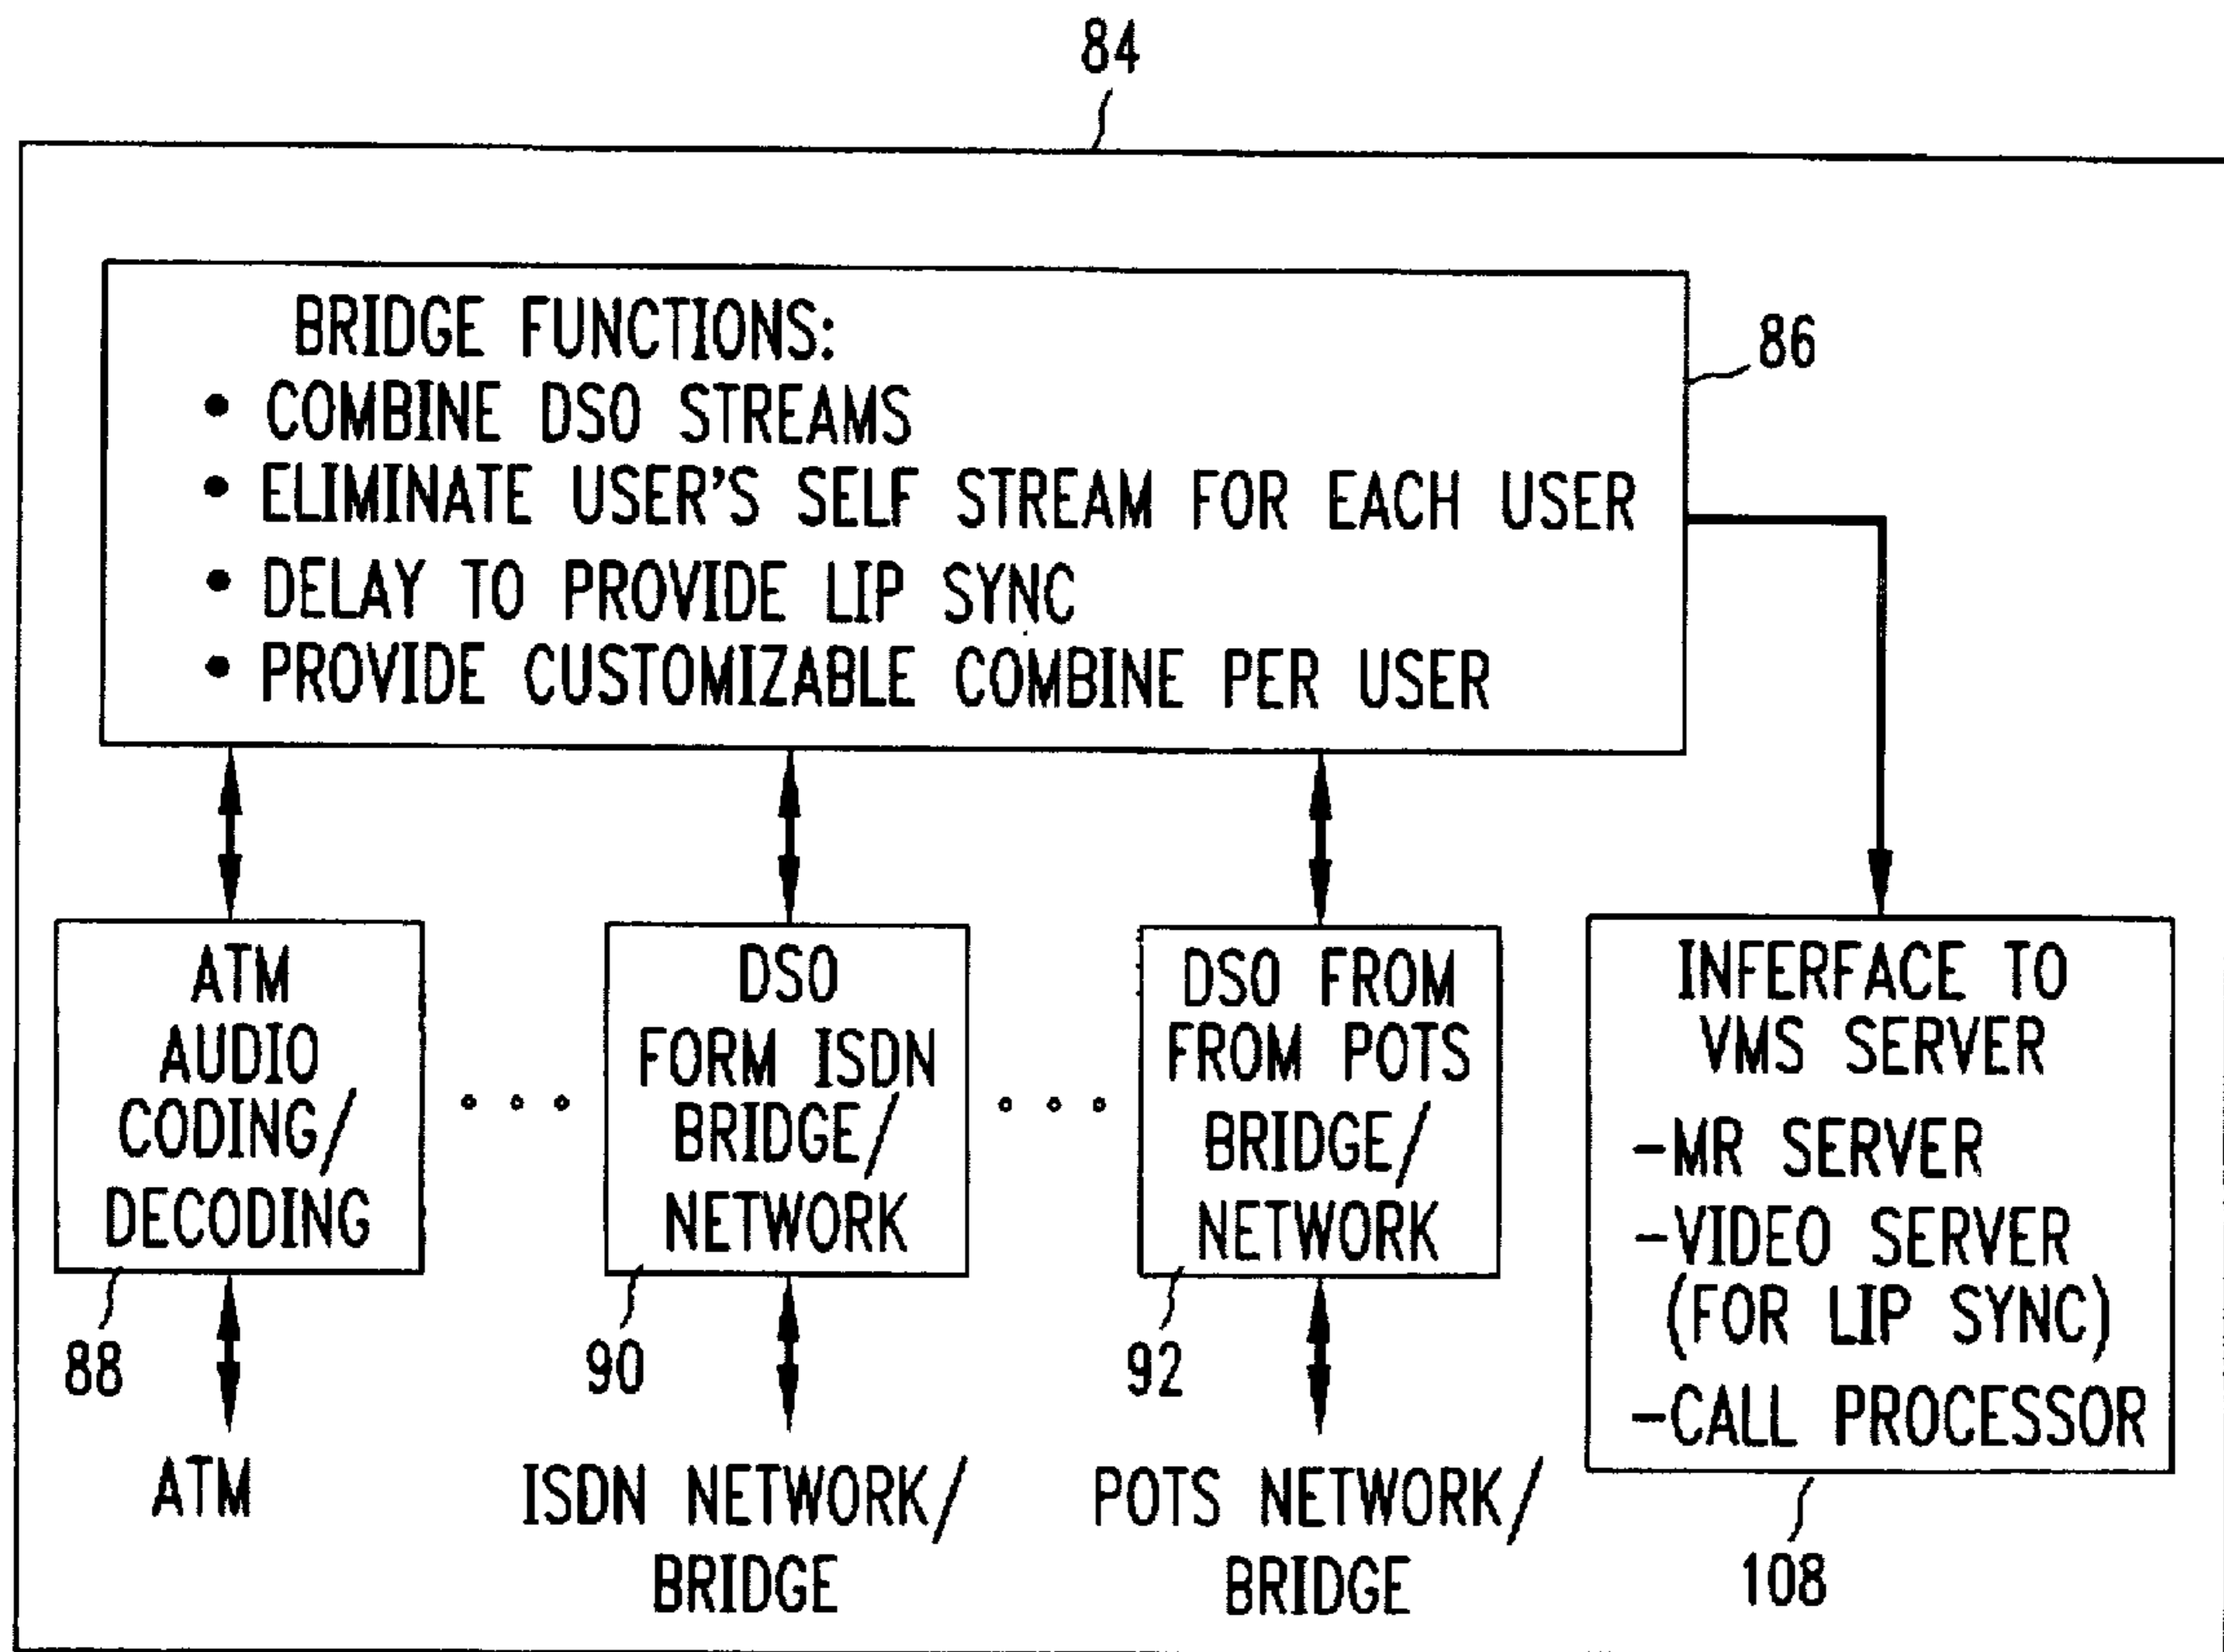 84
BRIDGE FUNCTIONS:
• COMBINE DSO STREAMS
• ELIMINATE USER'S SELF STREAM FOR EACH USER
• DELAY TO PROVIDE LIP SYNC
• PROVIDE CUSTOMIZABLE COMBINE PER USER
86
ATM
AUDIO
CODING/
DECODING
88
ATM
DSO
FORM ISDN
BRIDGE/
NETWORK
90
ISDN NETWORK/
BRIDGE
DSO FROM
FROM POTS
BRIDGE/
NETWORK
92
POTS NETWORK/
BRIDGE
INFERFACE TO
VMS SERVER
-MR SERVER
-VIDEO SERVER
(FOR LIP SYNC)
-CALL PROCESSOR
108